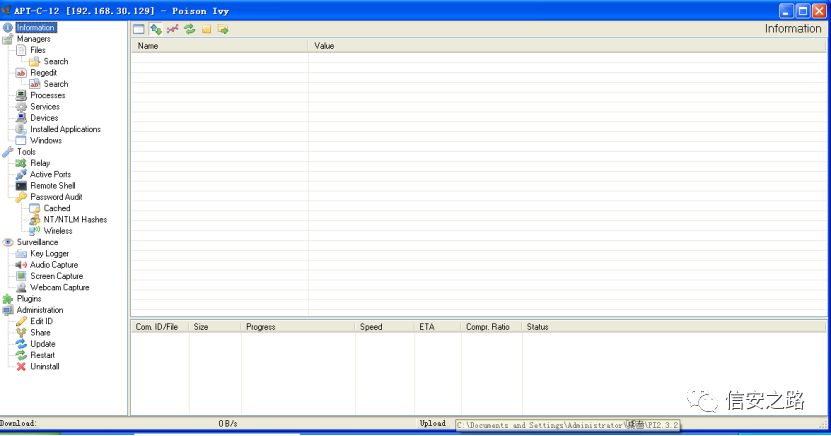 APT-C-12 [192.168.30.129] - Poison Ivy
Information
Managers
Files
Search
Regedit
Search
Processes
Services
Devices
Installed Applications
Windows
Tools
Relay
Active Ports
Remote Shell
Password Audit
Cached
NT/NTLM Hashes
Wireless
Surveillance
Key Logger
Audio Capture
Screen Capture
Webcam Capture
Plugins
Administration
Edit ID
Share
Update
Restart
Uninstall
Information
Name Value
Com. ID/File Size Progress Speed ETA Compr. Ratio Status
信安之路
Download: 0 B/s Upload
C:\Documents and Settings\Administrator\桌面\PI2.3.2